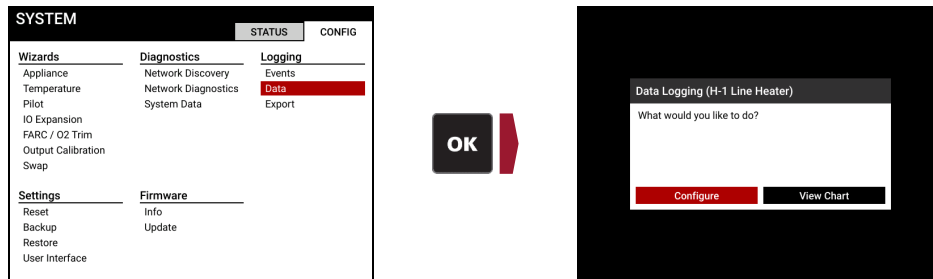 SYSTEM
STATUS
CONFIG
Wizards
Appliance
Temperature
Pilot
IO Expansion
FARC / O2 Trim
Output Calibration
Swap
Diagnostics
Network Discovery
Network Diagnostics
System Data
Logging
Events
Data
Export
Settings
Reset
Backup
Restore
User Interface
Firmware
Info
Update
OK
Data Logging (H-1 Line Heater)
What would you like to do?
Configure
View Chart